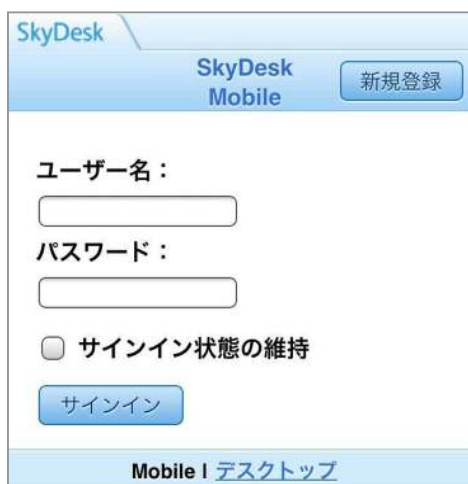 SkyDesk
SkyDesk
Mobile
新規登録
ユーザー名：
パスワード：
サインイン状態の維持
サインイン
Mobile | デスクトップ